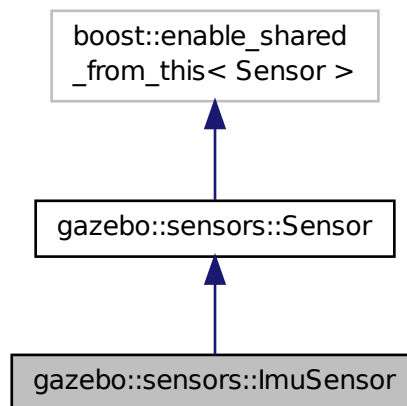 boost::enable_shared
_from_this< Sensor >
gazebo::sensors::Sensor
gazebo::sensors::ImuSensor